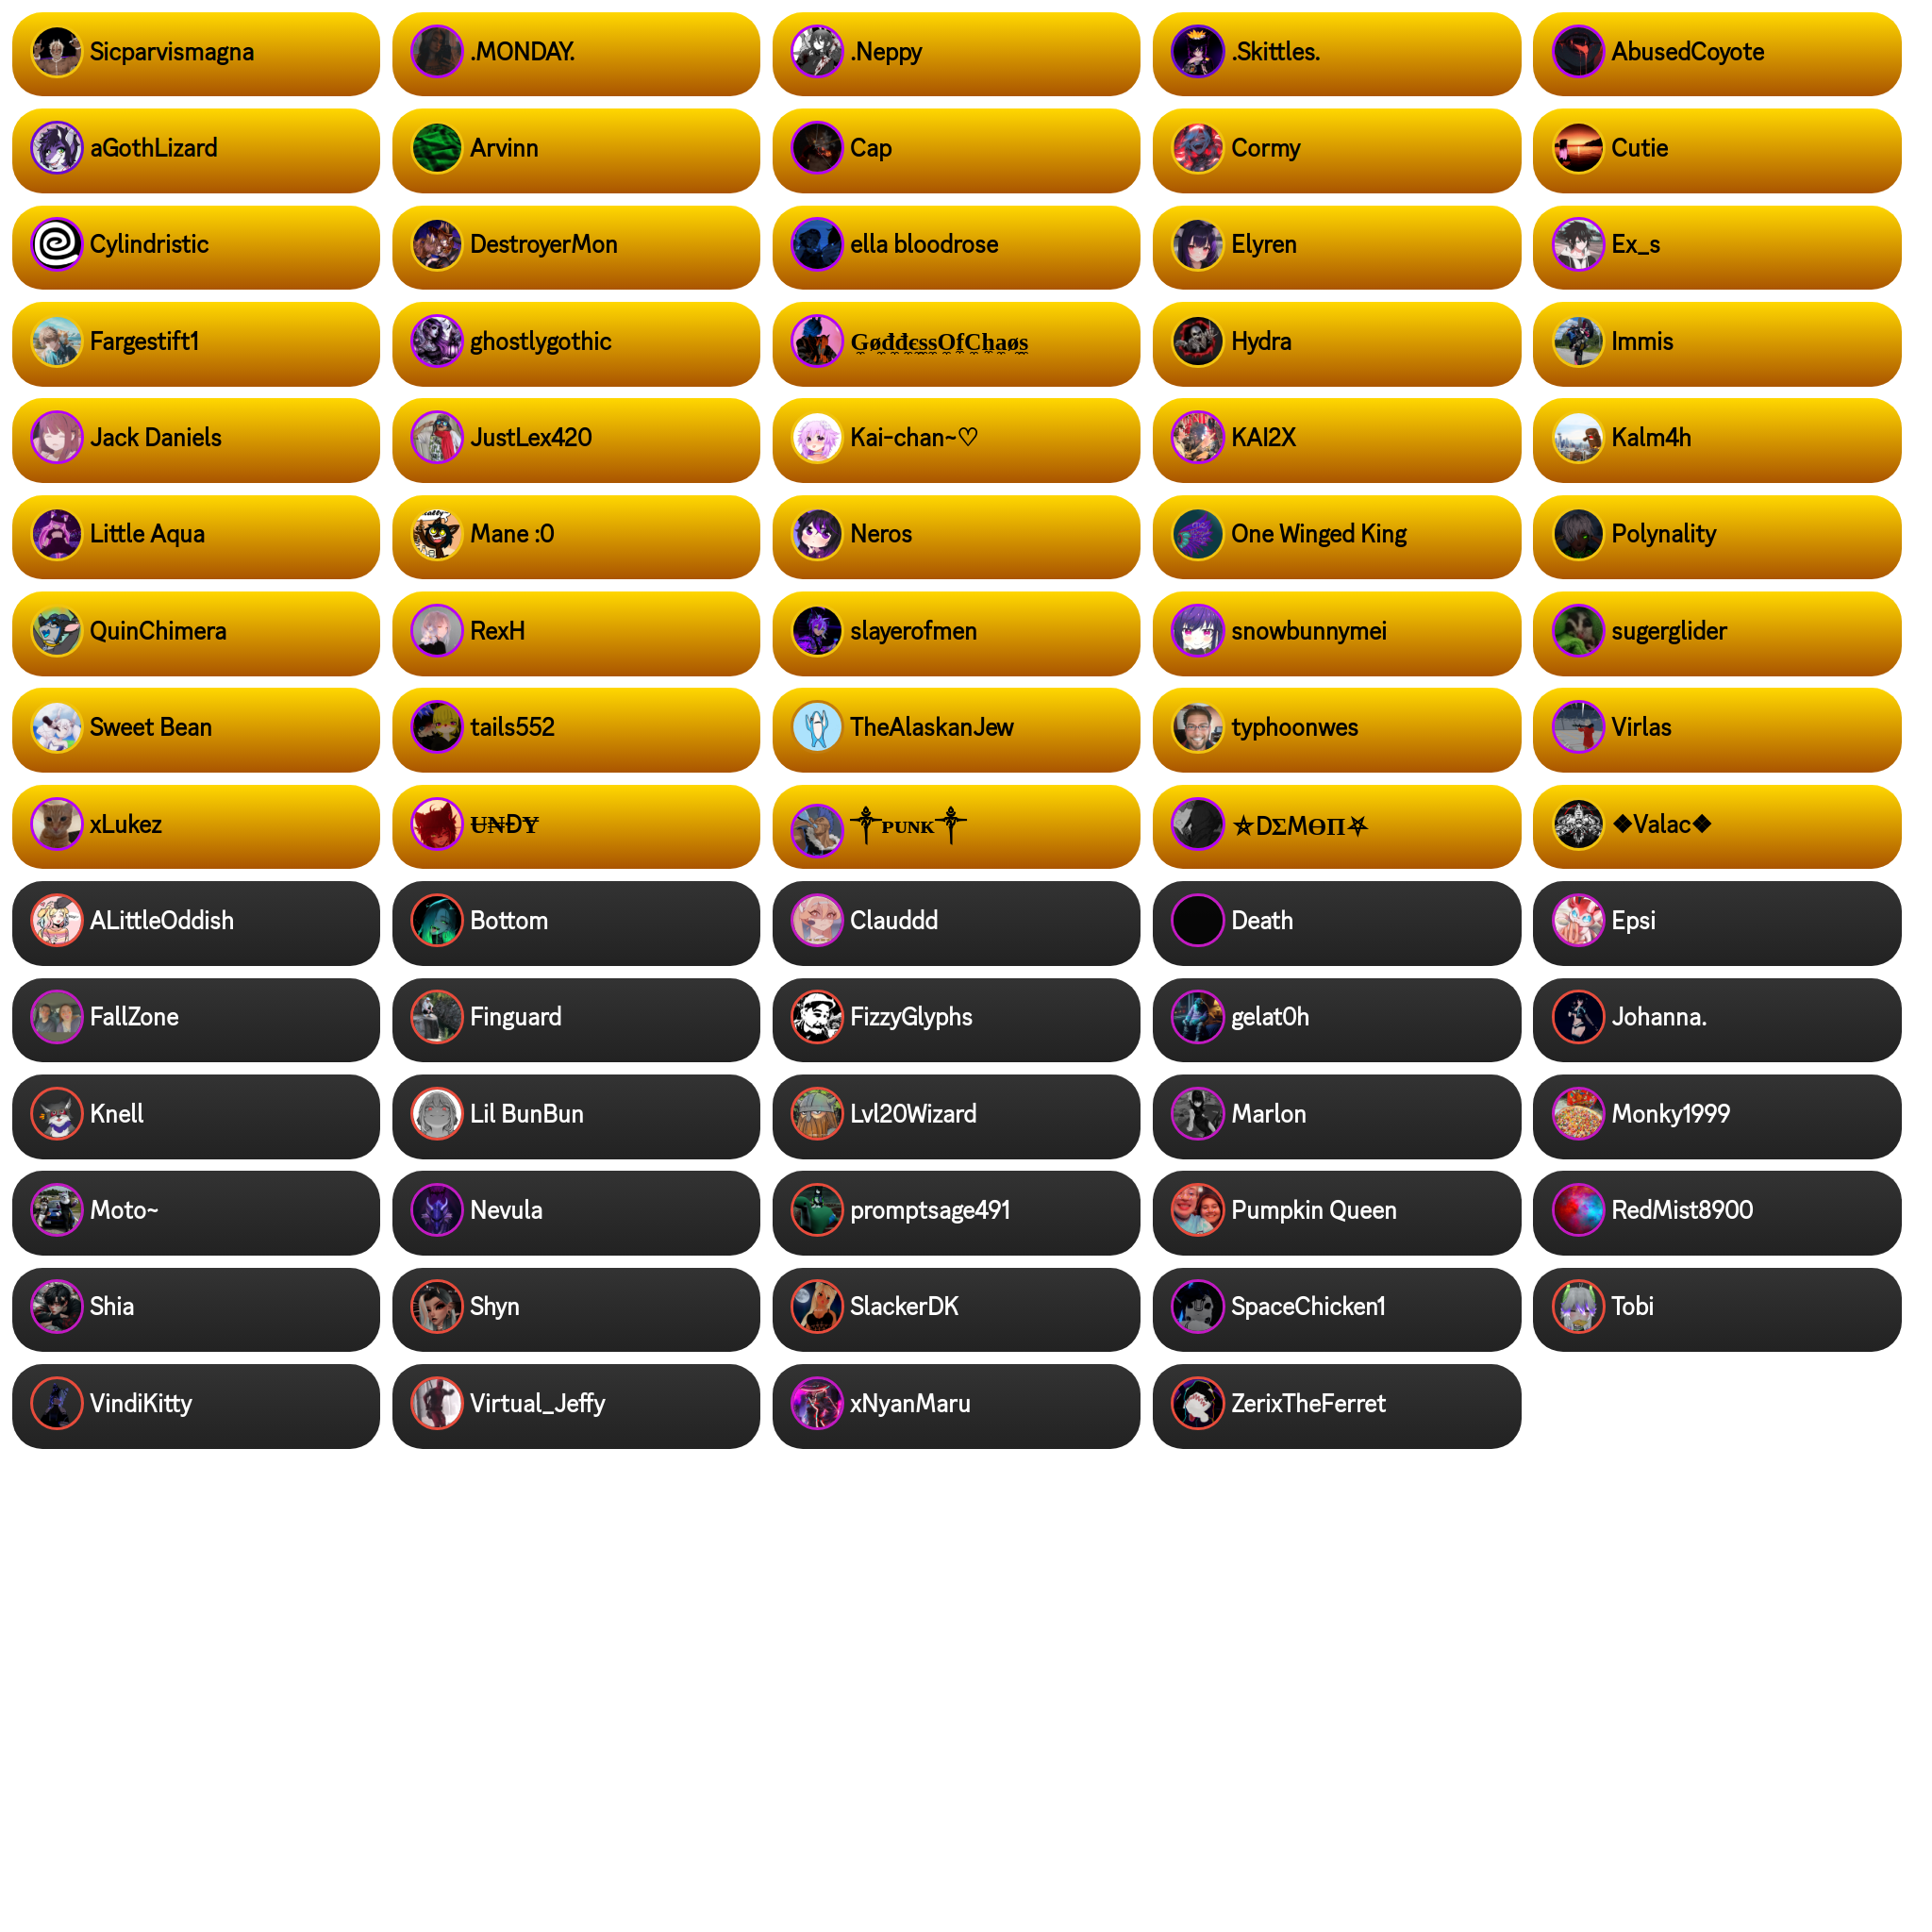 Sicparvismagna
.MONDAY.
.Neppy
.Skittles.
AbusedCoyote
aGothLizard
Arvinn
Cap
Cormy
Cutie
Cylindristic
DestroyerMon
ella bloodrose
Elyren
Ex_s
Fargestift1
ghostlygothic
G̫øđ̫đ̫є̫s̫s̫O̫f̫C̫h̫a̫ø̫s̫
Hydra
Immis
Jack Daniels
JustLex420
Kai-chan~♡
KAI2X
Kalm4h
Little Aqua
Mane :0
Neros
One Winged King
Polynality
QuinChimera
RexH
slayerofmen
snowbunnymei
sugerglider
Sweet Bean
tails552
TheAlaskanJew
typhoonwes
Virlas
xLukez
U̶N̶ĐY̶
༒ᴘᴜɴᴋ༒
⛤DΣMӨП⛧
❖Valac❖
ALittleOddish
Bottom
Clauddd
Death
Epsi
FallZone
Finguard
FizzyGlyphs
gelat0h
Johanna.
Knell
Lil BunBun
Lvl20Wizard
Marlon
Monky1999
Moto~
Nevula
promptsage491
Pumpkin Queen
RedMist8900
Shia
Shyn
SlackerDK
SpaceChicken1
Tobi
VindiKitty
Virtual_Jeffy
xNyanMaru
ZerixTheFerret